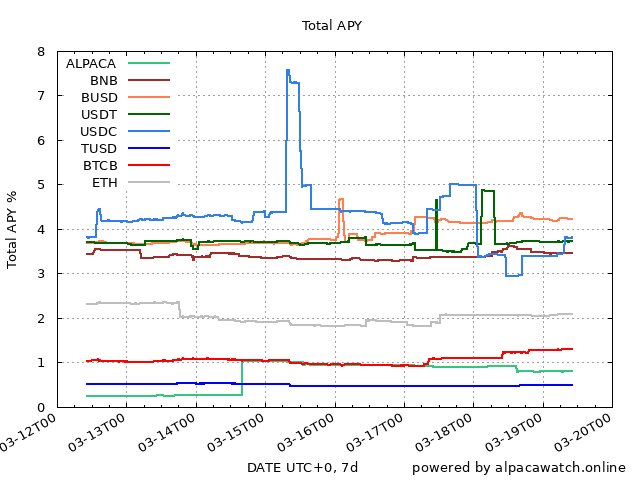 Total APY
8
7
6
5
4
3
2
1
0
Total APY %
ALPACA
BNB
BUSD
USDT
USDC
TUSD
BTCB
ETH
03-12T00
03-13T00
03-14T00
03-15T00
03-16T00
03-17T00
03-18T00
03-19T00
03-20T00
DATE UTC+0, 7d
powered by alpacawatch.online